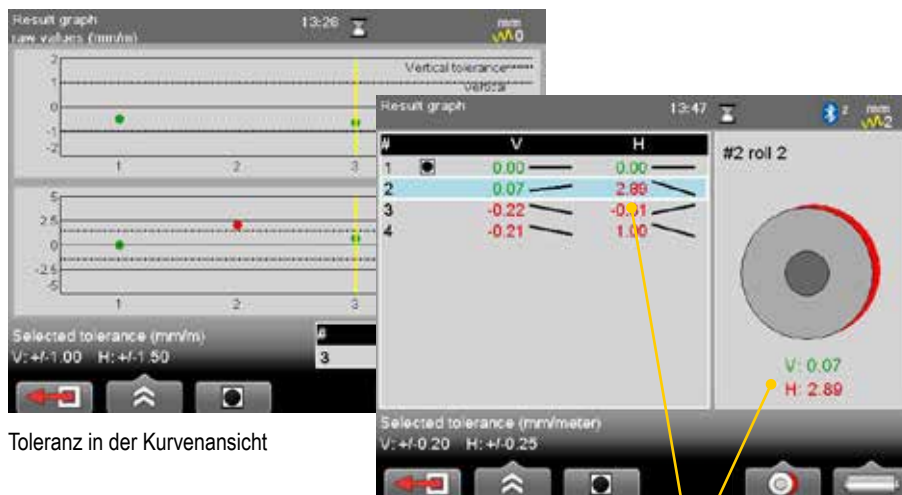 Result graph
raw values (mm/m)
13:26
mm
0
Vertical tolerance
Vertical
2
1
0
-1
-2
1 2 3
5
2.5
0
-2.5
-5
1 2 3
Selected tolerance (mm/m)
V: +/-1.00 H: +/-1.50
#
3
Toleranz in der Kurvenansicht
Result graph
13:47
2
mm
2
# V H
1 0.00 0.00
2 0.07 2.89
3 -0.22
4 -0.21 1.00
#2 roll 2
V: 0.07
H: 2.89
Selected tolerance (mm/meter)
V: +/-0.20 H: +/-0.25